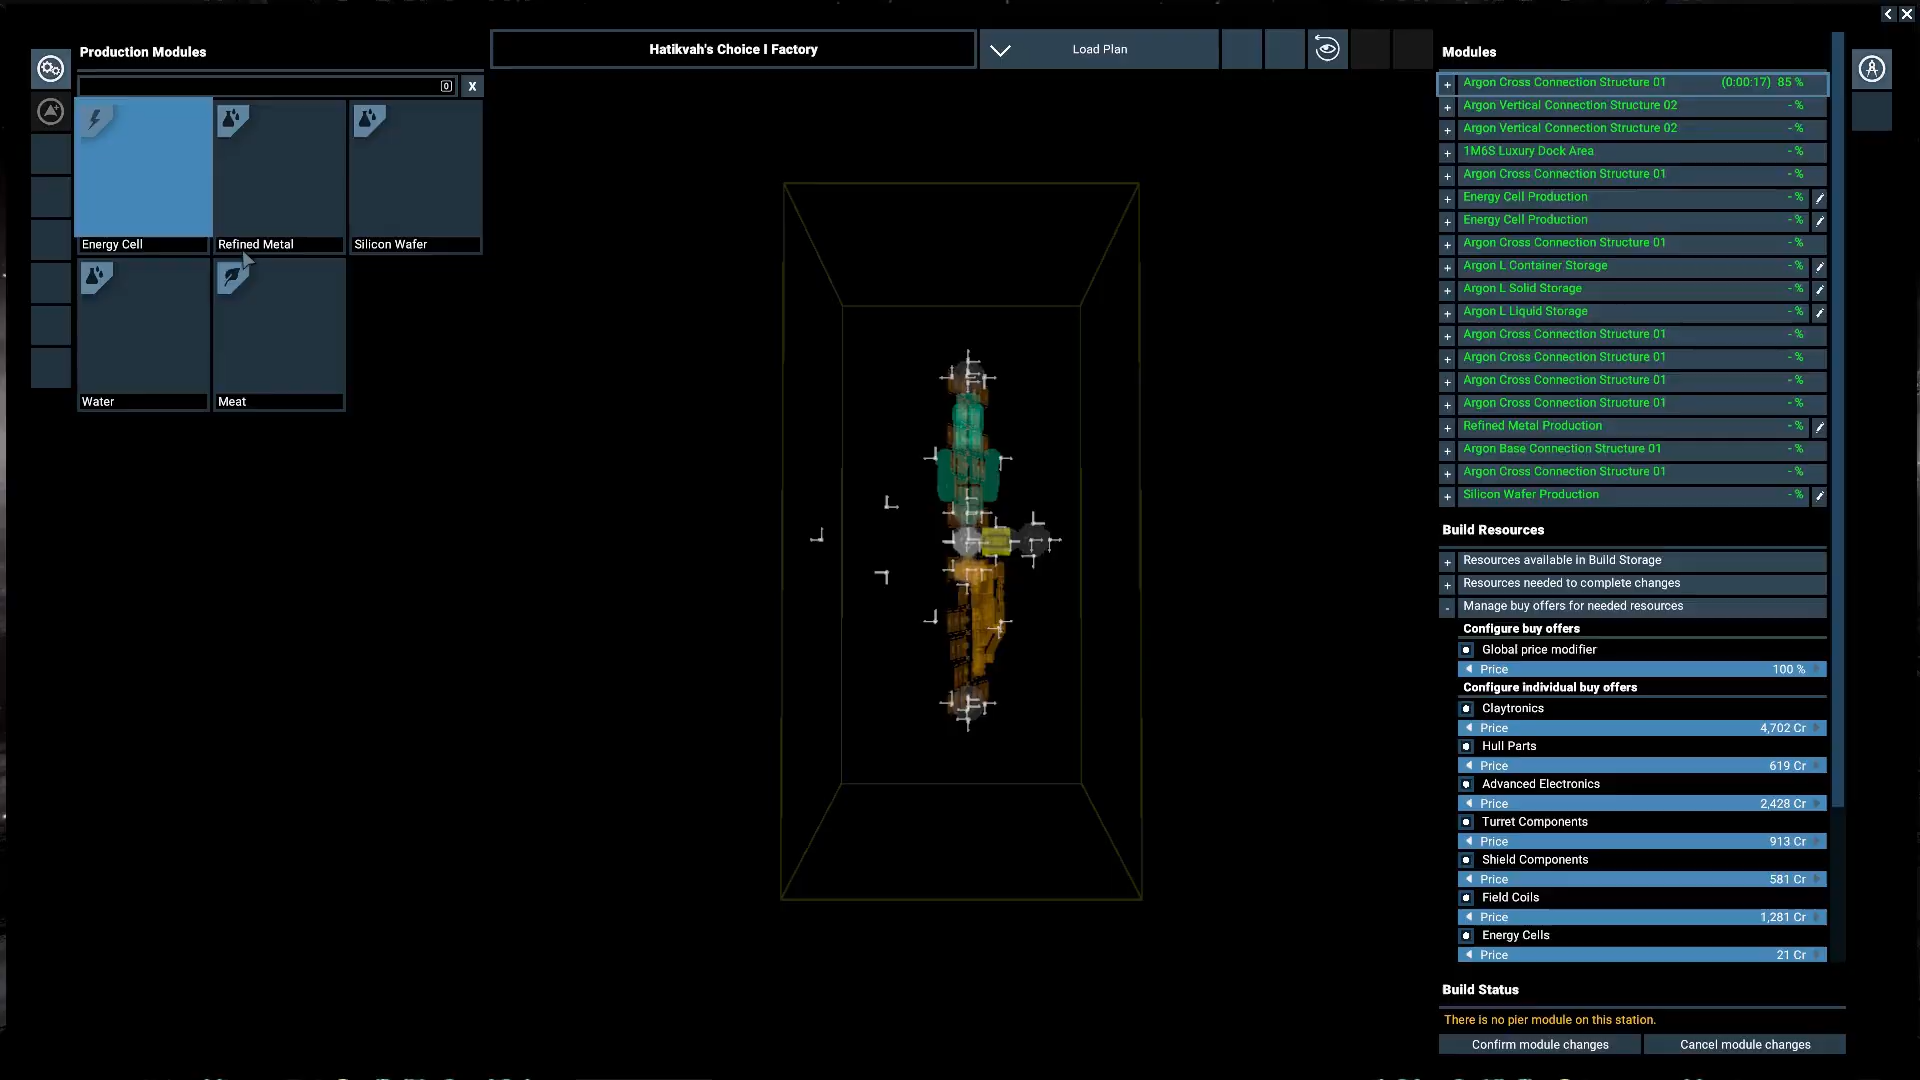 Production Modules
0
X
Energy Cell
Refined Metal
Silicon Wafer
Water
Meat
Hatikvah's Choice I Factory
Load Plan
Modules
+ Argon Cross Connection Structure 01 (0:00:17) 85 %
+ Argon Vertical Connection Structure 02 - %
+ Argon Vertical Connection Structure 02 - %
+ 1M6S Luxury Dock Area - %
+ Argon Cross Connection Structure 01 - %
+ Energy Cell Production - %
+ Energy Cell Production - %
+ Argon Cross Connection Structure 01 - %
+ Argon L Container Storage - %
+ Argon L Solid Storage - %
+ Argon L Liquid Storage - %
+ Argon Cross Connection Structure 01 - %
+ Argon Cross Connection Structure 01 - %
+ Argon Cross Connection Structure 01 - %
+ Argon Cross Connection Structure 01 - %
+ Refined Metal Production - %
+ Argon Base Connection Structure 01 - %
+ Argon Cross Connection Structure 01 - %
+ Silicon Wafer Production - %
Build Resources
+ Resources available in Build Storage
+ Resources needed to complete changes
- Manage buy offers for needed resources
Configure buy offers
Global price modifier
Price 100 %
Configure individual buy offers
Claytronics
Price 4,702 Cr
Hull Parts
Price 619 Cr
Advanced Electronics
Price 2,428 Cr
Turret Components
Price 913 Cr
Shield Components
Price 581 Cr
Field Coils
Price 1,281 Cr
Energy Cells
Price 21 Cr
Build Status
There is no pier module on this station.
Confirm module changes
Cancel module changes